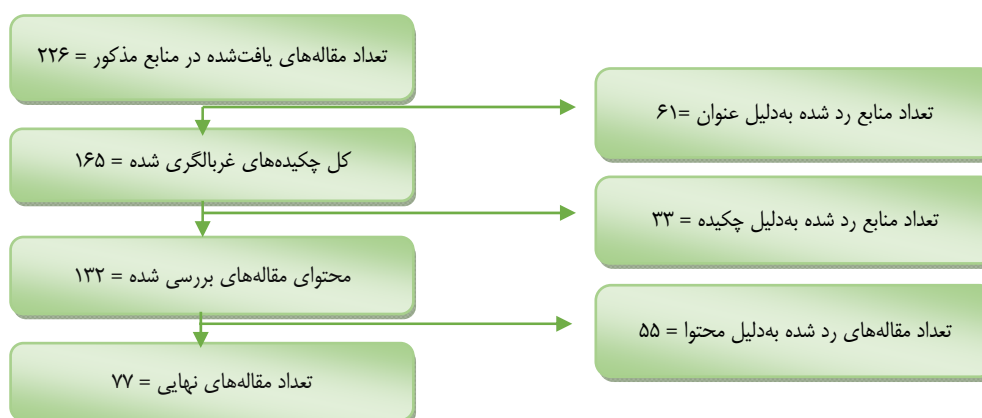 تعداد مقاله‌های یافت‌شده در منابع مذکور = ۲۲۶
تعداد منابع رد شده به‌دلیل عنوان =۶۱
کل چکیده‌های غربالگری شده = ۱۶۵
تعداد منابع رد شده به‌دلیل چکیده = ۳۳
محتوای مقاله‌های بررسی شده = ۱۳۲
تعداد مقاله‌های رد شده به‌دلیل محتوا = ۵۵
تعداد مقاله‌های نهایی = ۷۷